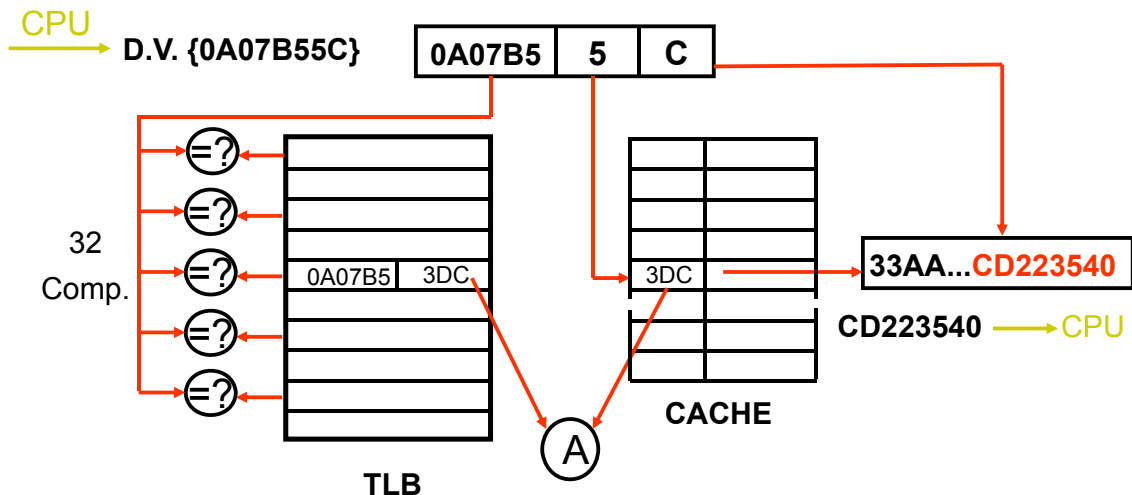 CPU
D.V. {0A07B55C}
0A07B5 5 C
=?
=?
=?
=?
=?
32
Comp.
0A07B5 3DC
3DC
33AA...CD223540
CD223540 CPU
CACHE
A
TLB